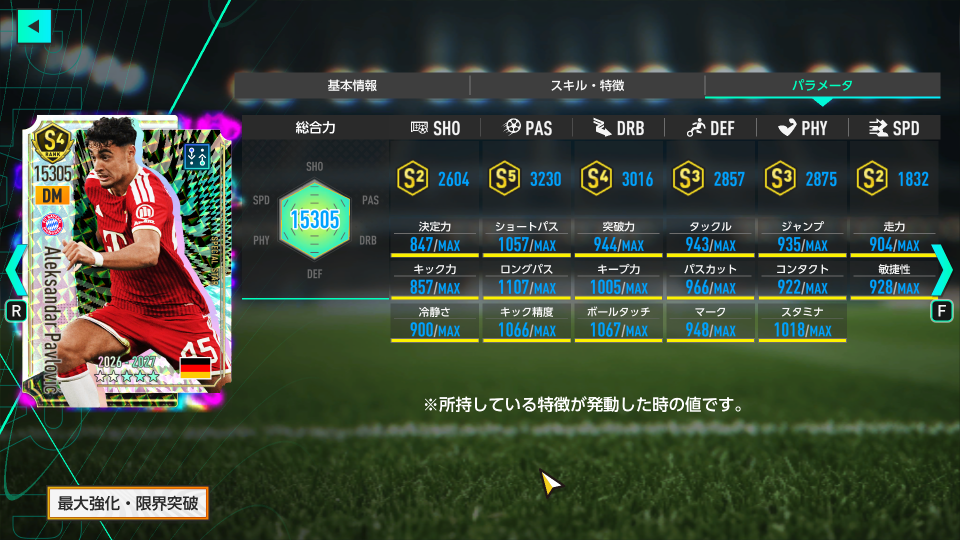 基本情報 スキル・特徴 パラメータ
総合力 SHO PAS DRB DEF PHY SPD
S4 RANK
15305
DM
Aleksandar Pavlović
2026 - 2027
45
SHO
SPD PAS
15305
PHY DRB
DEF
S2 2604 S5 3230 S4 3016 S3 2857 S3 2875 S2 1832
決定力 ショートパス 突破力 タックル ジャンプ 走力
847/MAX 1057/MAX 944/MAX 943/MAX 935/MAX 904/MAX
キック力 ロングパス キープ力 パスカット コンタクト 敏捷性
857/MAX 1107/MAX 1005/MAX 966/MAX 922/MAX 928/MAX
冷静さ キック精度 ボールタッチ マーク スタミナ
900/MAX 1066/MAX 1067/MAX 948/MAX 1018/MAX
R F
※所持している特徴が発動した時の値です。
最大強化・限界突破